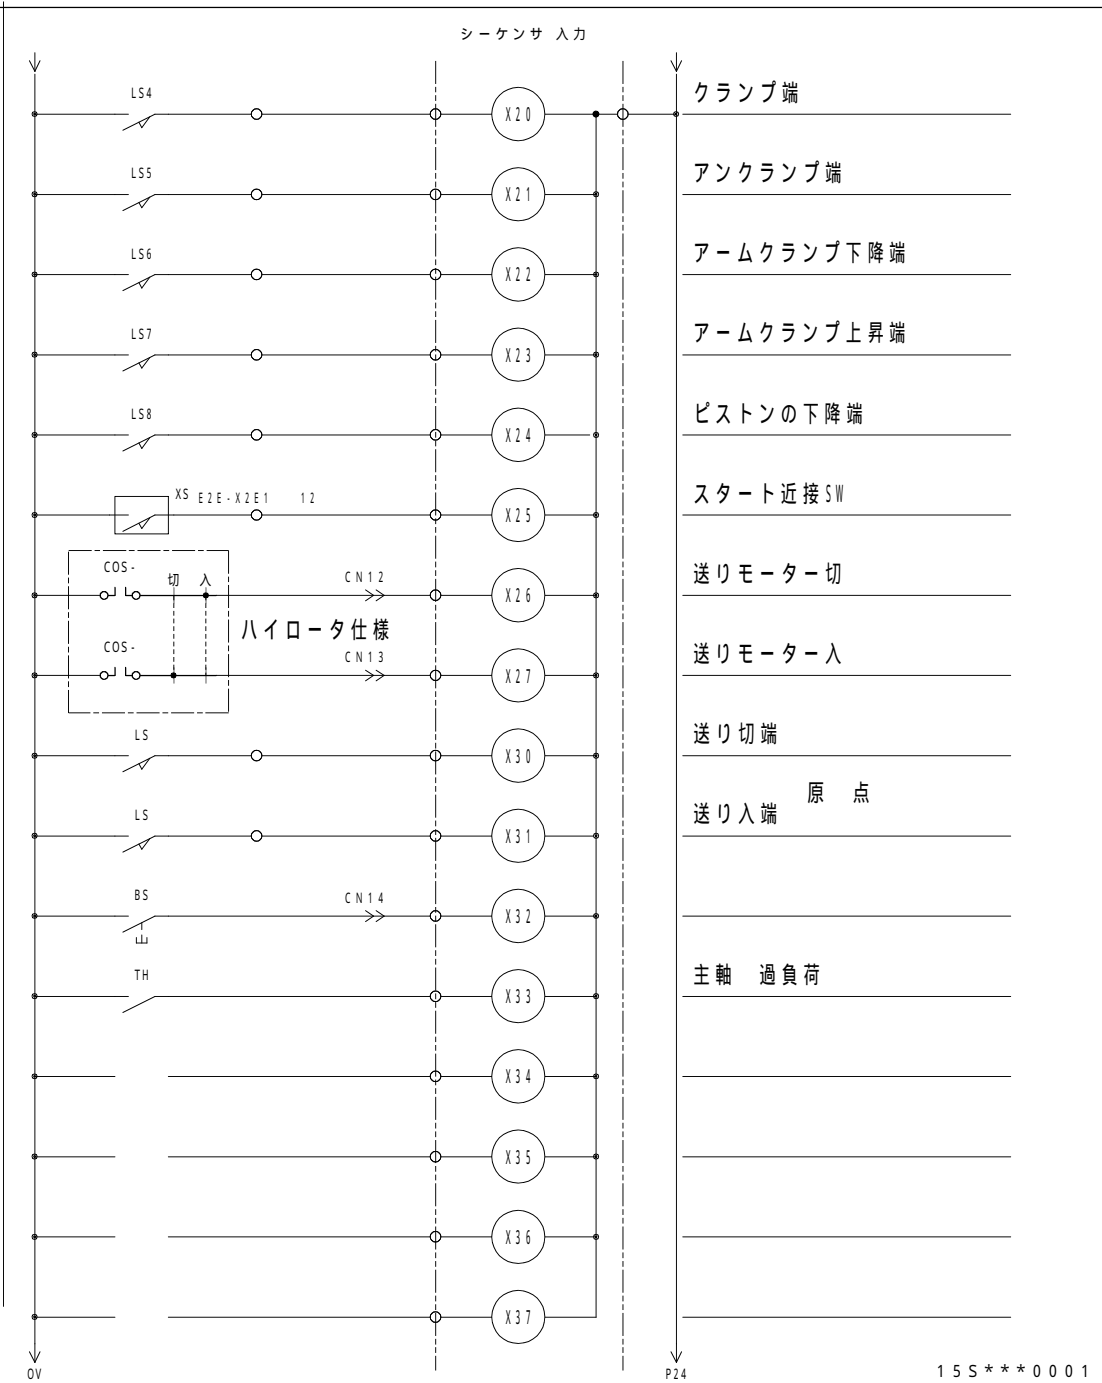 シーケンサ 入力
LS4 X20 クランプ端
LS5 X21 アンクランプ端
LS6 X22 アームクランプ下降端
LS7 X23 アームクランプ上昇端
LS8 X24 ピストンの下降端
XS E2E-X2E1 12 X25 スタート近接SW
COS- 切 入 CN12 X26 送りモーター切
ハイロータ仕様
COS- CN13 X27 送りモーター入
LS X30 送り切端
原 点
LS X31 送り入端
BS CN14 X32
TH X33 主軸 過負荷
X34
X35
X36
X37
0V P24 15S***0001